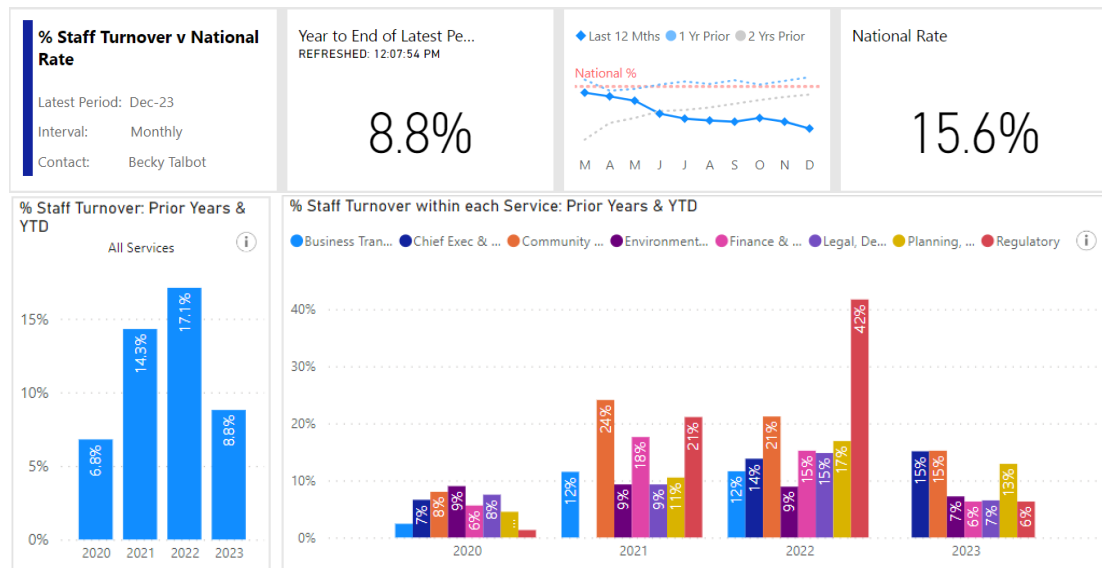 % Staff Turnover v National
Rate
Latest Period: Dec-23
Interval: Monthly
Contact: Becky Talbot
Year to End of Latest Pe...
REFRESHED: 12:07:54 PM
8.8%
Last 12 Mths 1 Yr Prior 2 Yrs Prior
National %
M A M J J A S O N D
National Rate
15.6%
% Staff Turnover: Prior Years &
YTD
All Services
15%
10%
5%
0%
6.8%
14.3%
17.1%
8.8%
2020 2021 2022 2023
% Staff Turnover within each Service: Prior Years & YTD
Business Tran... Chief Exec & ... Community ... Environment... Finance & ... Legal, De... Planning, ... Regulatory
40%
30%
20%
10%
0%
7% 8% 9% 6% 8% ...
12% 24% 9% 18% 9% 11% 21%
12% 14% 21% 9% 15% 15% 17% 42%
15% 15% 7% 6% 7% 13% 6%
2020 2021 2022 2023